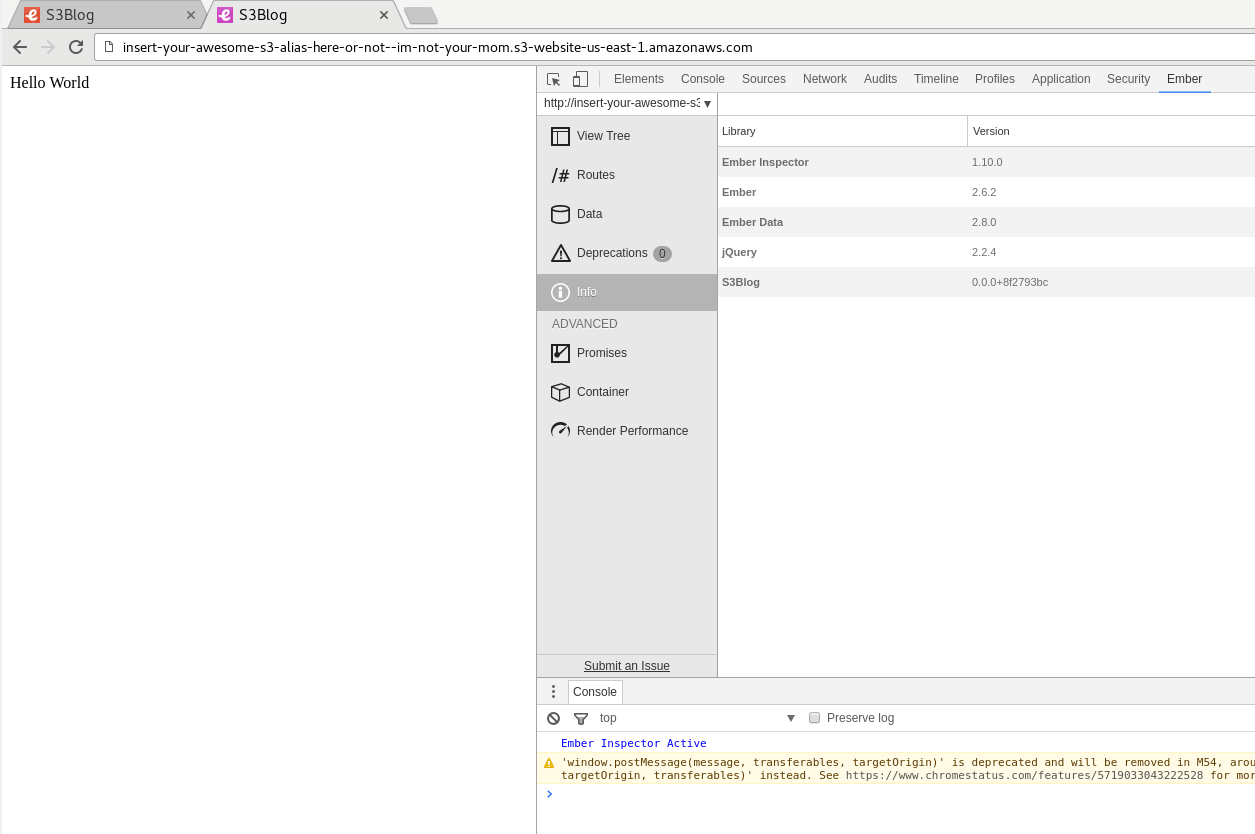 S3Blog
S3Blog
insert-your-awesome-s3-alias-here-or-not--im-not-your-mom.s3-website-us-east-1.amazonaws.com
Hello World
Elements Console Sources Network Audits Timeline Profiles Application Security Ember
http://insert-your-awesome-s3
View Tree
/# Routes
Data
Deprecations 0
Info
ADVANCED
Promises
Container
Render Performance
Submit an Issue
Library Version
Ember Inspector 1.10.0
Ember 2.6.2
Ember Data 2.8.0
jQuery 2.2.4
S3Blog 0.0.0+8f2793bc
Console
top Preserve log
Ember Inspector Active
'window.postMessage(message, transferables, targetOrigin)' is deprecated and will be removed in M54, arou
targetOrigin, transferables)' instead. See https://www.chromestatus.com/features/5719033043222528 for mor